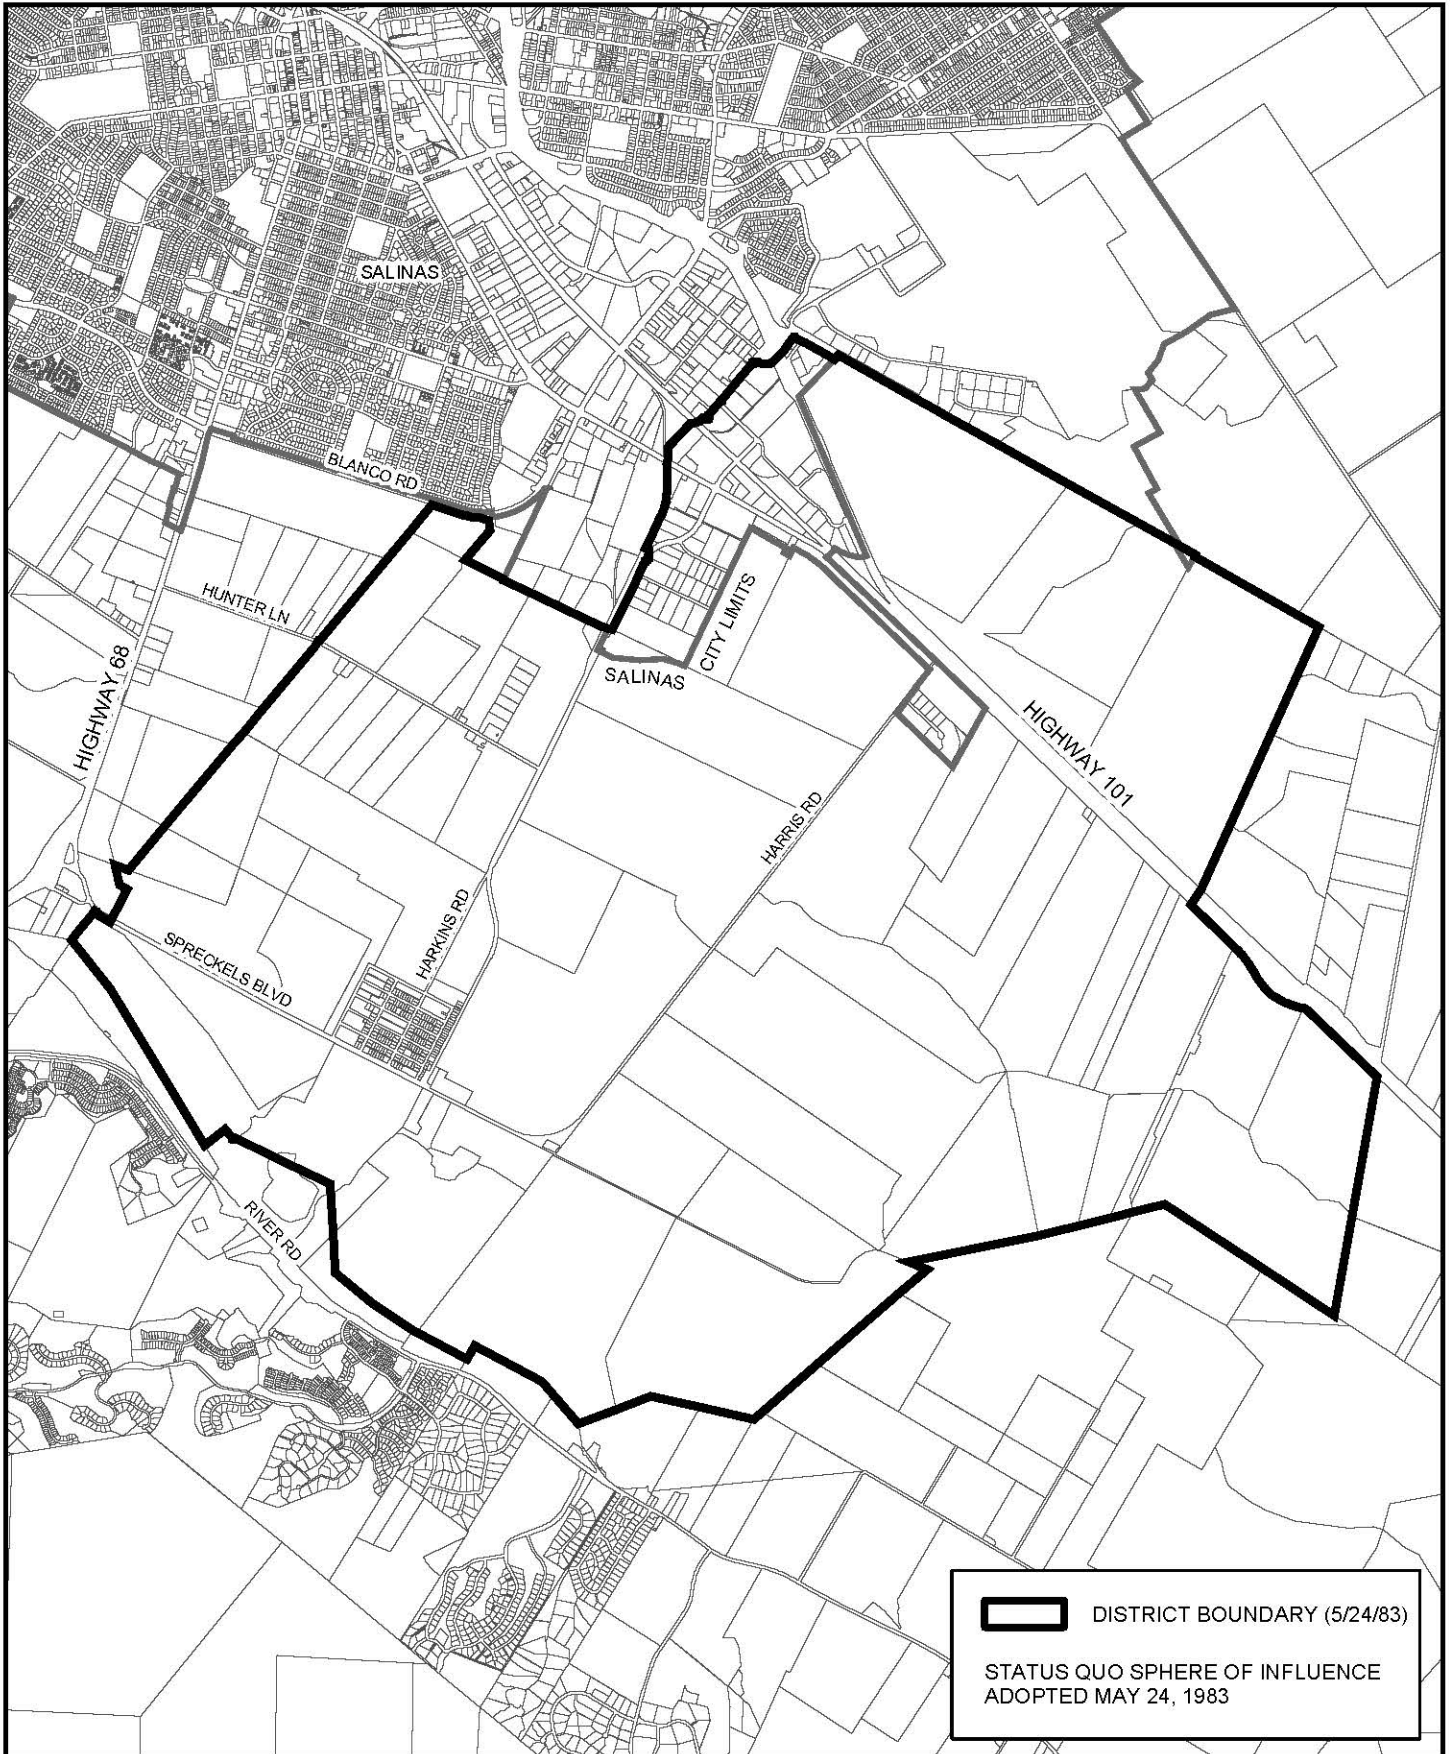 SALINAS
BLANCO RD
HUNTER LN
HIGHWAY 68
SALINAS
CITY LIMITS
HIGHWAY 101
HARRIS RD
HARKINS RD
SPRECKELS BLVD
RIVER RD
DISTRICT BOUNDARY (5/24/83)
STATUS QUO SPHERE OF INFLUENCE
ADOPTED MAY 24, 1983